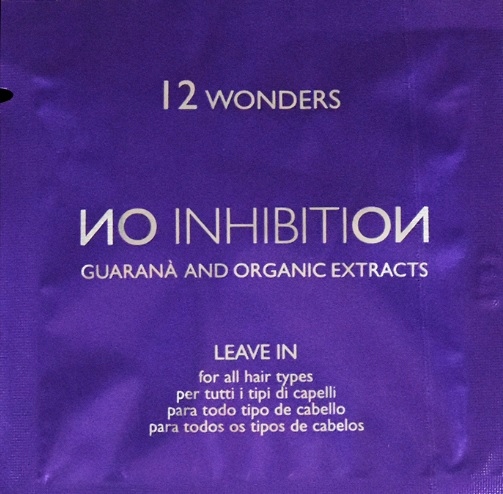 12 WONDERS
NO INHIBITION
GUARANÀ AND ORGANIC EXTRACTS
LEAVE IN
for all hair types
per tutti i tipi di capelli
para todo tipo de cabello
para todos os tipos de cabelos